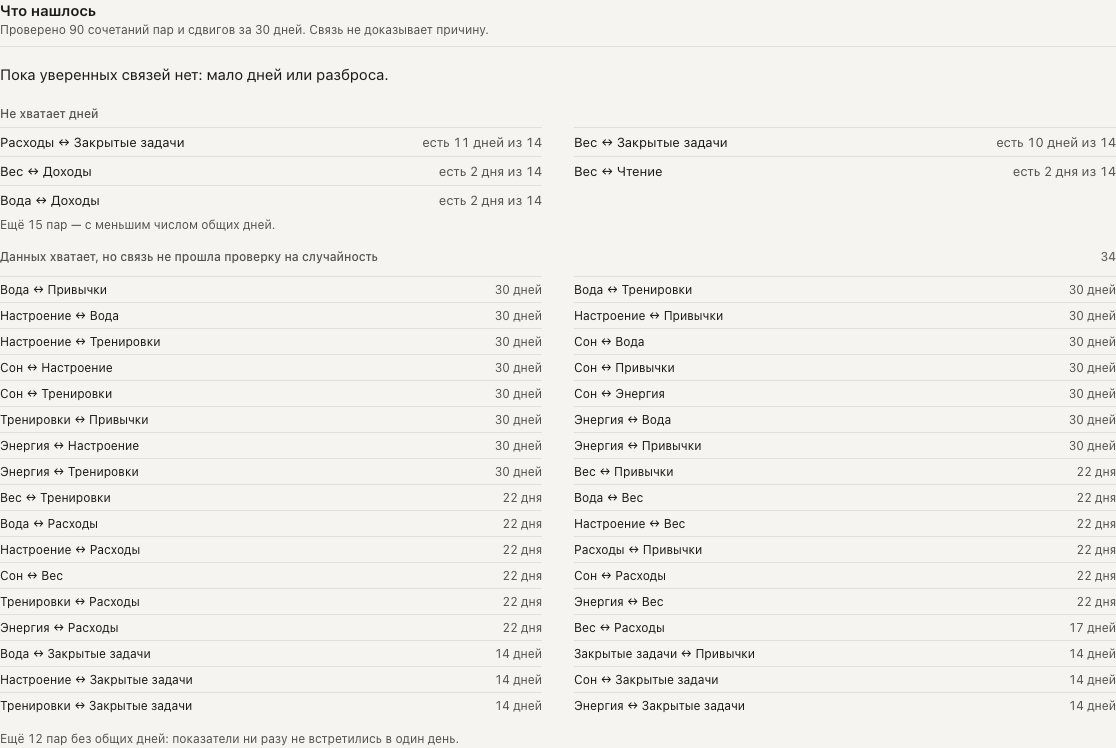 Что нашлось
Проверено 90 сочетаний пар и сдвигов за 30 дней. Связь не доказывает причину.
Пока уверенных связей нет: мало дней или разброса.
Не хватает дней
Расходы ↔ Закрытые задачи есть 11 дней из 14
Вес ↔ Закрытые задачи есть 10 дней из 14
Вес ↔ Доходы есть 2 дня из 14
Вес ↔ Чтение есть 2 дня из 14
Вода ↔ Доходы есть 2 дня из 14
Ещё 15 пар — с меньшим числом общих дней.
Данных хватает, но связь не прошла проверку на случайность 34
Вода ↔ Привычки 30 дней
Вода ↔ Тренировки 30 дней
Настроение ↔ Вода 30 дней
Настроение ↔ Привычки 30 дней
Настроение ↔ Тренировки 30 дней
Сон ↔ Вода 30 дней
Сон ↔ Настроение 30 дней
Сон ↔ Привычки 30 дней
Сон ↔ Тренировки 30 дней
Сон ↔ Энергия 30 дней
Тренировки ↔ Привычки 30 дней
Энергия ↔ Вода 30 дней
Энергия ↔ Настроение 30 дней
Энергия ↔ Привычки 30 дней
Энергия ↔ Тренировки 30 дней
Вес ↔ Привычки 22 дня
Вес ↔ Тренировки 22 дня
Вода ↔ Вес 22 дня
Вода ↔ Расходы 22 дня
Настроение ↔ Вес 22 дня
Настроение ↔ Расходы 22 дня
Расходы ↔ Привычки 22 дня
Сон ↔ Вес 22 дня
Сон ↔ Расходы 22 дня
Тренировки ↔ Расходы 22 дня
Энергия ↔ Вес 22 дня
Энергия ↔ Расходы 22 дня
Вес ↔ Расходы 17 дней
Вода ↔ Закрытые задачи 14 дней
Закрытые задачи ↔ Привычки 14 дней
Настроение ↔ Закрытые задачи 14 дней
Сон ↔ Закрытые задачи 14 дней
Тренировки ↔ Закрытые задачи 14 дней
Энергия ↔ Закрытые задачи 14 дней
Ещё 12 пар без общих дней: показатели ни разу не встретились в один день.